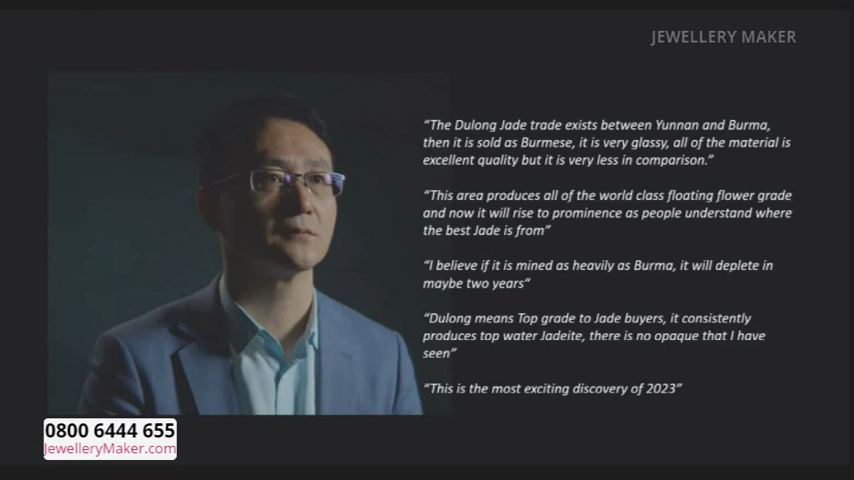 JEWELLERY MAKER
“The Dulong Jade trade exists between Yunnan and Burma,
then it is sold as Burmese, it is very glassy, all of the material is
excellent quality but it is very less in comparison.”
“This area produces all of the world class floating flower grade
and now it will rise to prominence as people understand where
the best Jade is from”
“I believe if it is mined as heavily as Burma, it will deplete in
maybe two years“
“Dulong means Top grade to Jade buyers, it consistently
produces top water Jadeite, there is no opaque that I have
seen”
“This is the most exciting discovery of 2023”
0800 6444 655
JewelleryMaker.com